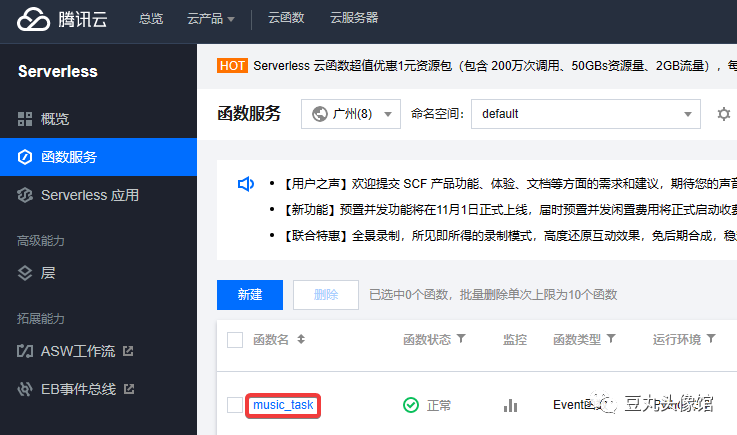 腾讯云 总览 云产品 云函数 云服务器
Serverless
概览
函数服务
Serverless 应用
高级能力
层
拓展能力
ASW工作流
EB事件总线
HOT Serverless 云函数超值优惠1元资源包（包含 200万次调用、50GBs资源量、2GB流量），每
函数服务 广州(8) 命名空间: default
【用户之声】欢迎提交 SCF 产品功能、体验、文档等方面的需求和建议，期待您的声音
【新功能】预置并发功能将在11月1日正式上线，届时预置并发闲置费用将正式启动收费
【联合特惠】全景录制，所见即所得的录制模式，高度还原互动效果，免后期合成，稳
新建 删除 已选中0个函数，批量删除单次上限为10个函数
函数名 函数状态 监控 函数类型 运行环境
music_task 正常 Event函数
豆丸头像馆